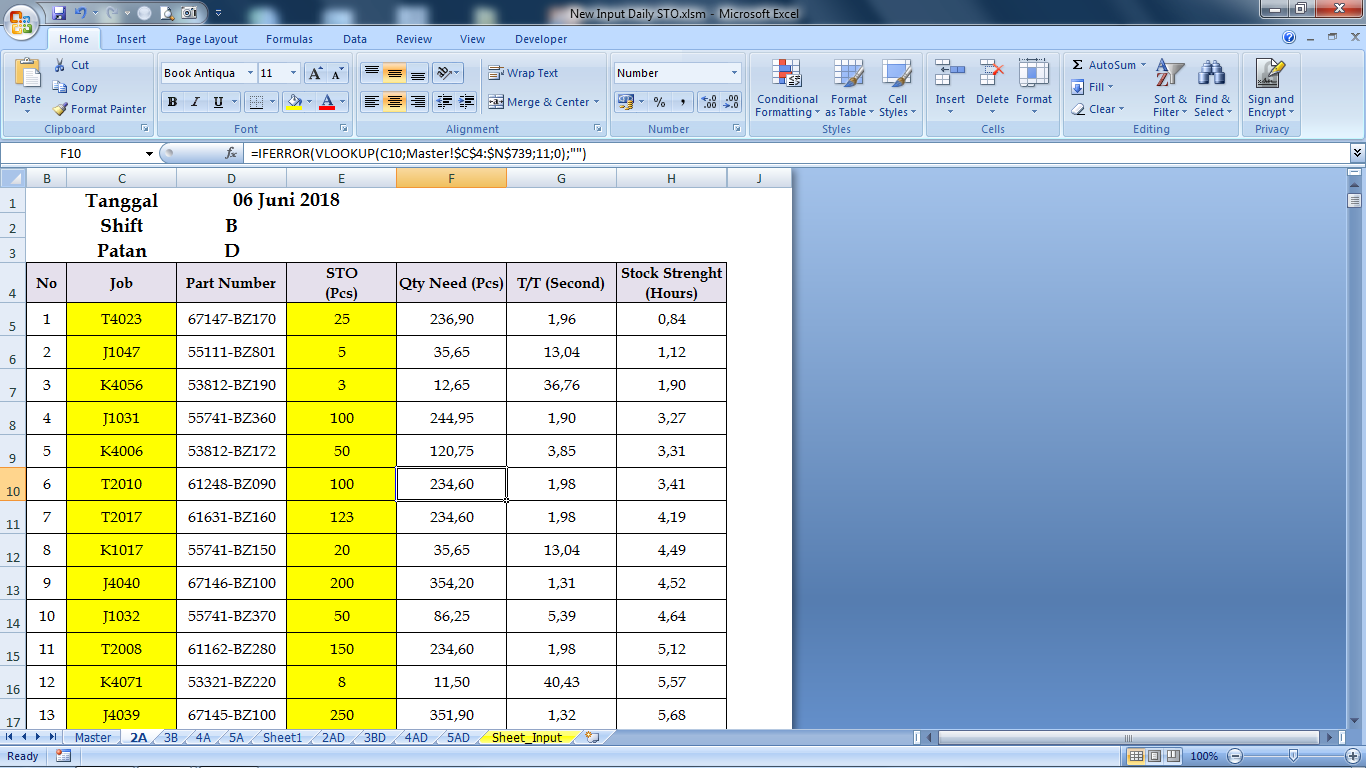 New Input Daily STO.xlsm - Microsoft Excel
Home Insert Page Layout Formulas Data Review View Developer
Paste Cut Copy Format Painter Clipboard
Book Antiqua 11 A A B I U A Font
Wrap Text Merge & Center Alignment
Number % , Number
Conditional Formatting Format as Table Cell Styles Styles
Insert Delete Format Cells
Σ AutoSum Fill Clear Sort & Filter Find & Select Editing
Sign and Encrypt Privacy
F10 fx =IFERROR(VLOOKUP(C10;Master!$C$4:$N$739;11;0);"")
B C D E F G H J
1 Tanggal 06 Juni 2018
2 Shift B
3 Patan D
4 No Job Part Number STO (Pcs) Qty Need (Pcs) T/T (Second) Stock Strenght (Hours)
5 1 T4023 67147-BZ170 25 236,90 1,96 0,84
6 2 J1047 55111-BZ801 5 35,65 13,04 1,12
7 3 K4056 53812-BZ190 3 12,65 36,76 1,90
8 4 J1031 55741-BZ360 100 244,95 1,90 3,27
9 5 K4006 53812-BZ172 50 120,75 3,85 3,31
10 6 T2010 61248-BZ090 100 234,60 1,98 3,41
11 7 T2017 61631-BZ160 123 234,60 1,98 4,19
12 8 K1017 55741-BZ150 20 35,65 13,04 4,49
13 9 J4040 67146-BZ100 200 354,20 1,31 4,52
14 10 J1032 55741-BZ370 50 86,25 5,39 4,64
15 11 T2008 61162-BZ280 150 234,60 1,98 5,12
16 12 K4071 53321-BZ220 8 11,50 40,43 5,57
17 13 J4039 67145-BZ100 250 351,90 1,32 5,68
Master 2A 3B 4A 5A Sheet1 2AD 3BD 4AD 5AD Sheet_Input
Ready 100%